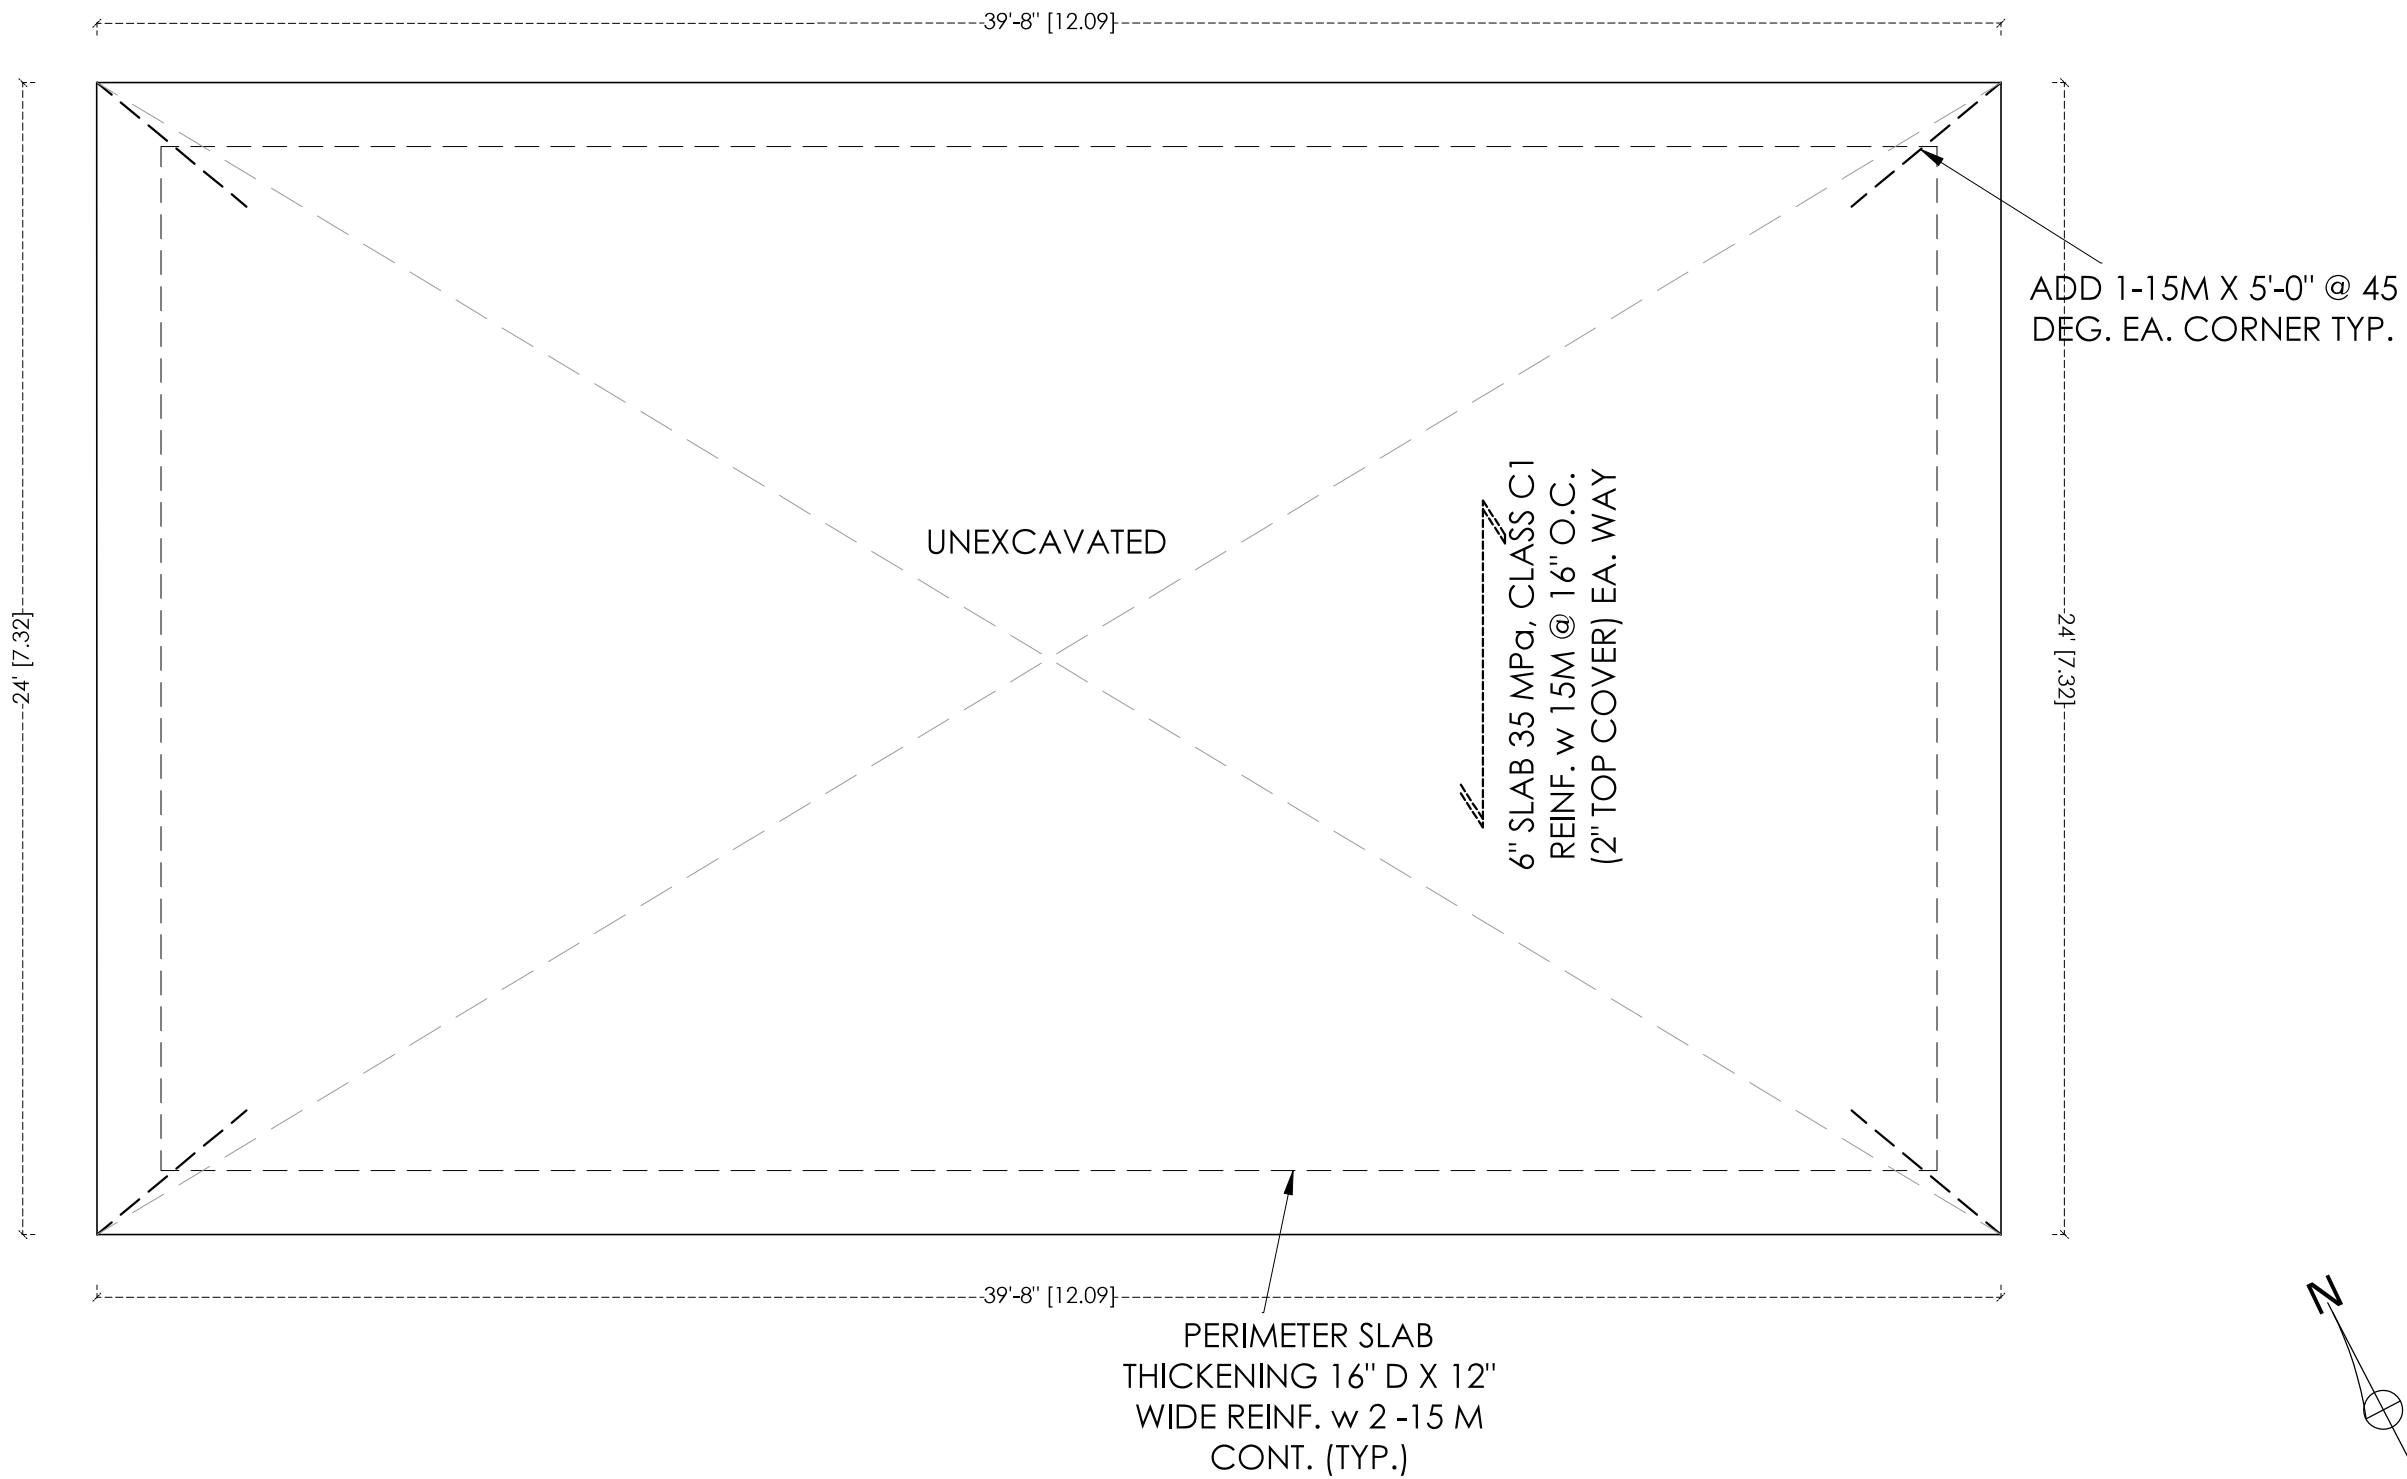 39'-8" [12.09]
24' [7.32]
24' [7.32]
ADD 1-15M X 5'-0" @ 45
DEG. EA. CORNER TYP.
UNEXCAVATED
6" SLAB 35 MPa, CLASS C1
REINF. w 15M @ 16" O.C.
(2" TOP COVER) EA. WAY
39'-8" [12.09]
PERIMETER SLAB
THICKENING 16" D X 12"
WIDE REINF. w 2 -15 M
CONT. (TYP.)
N